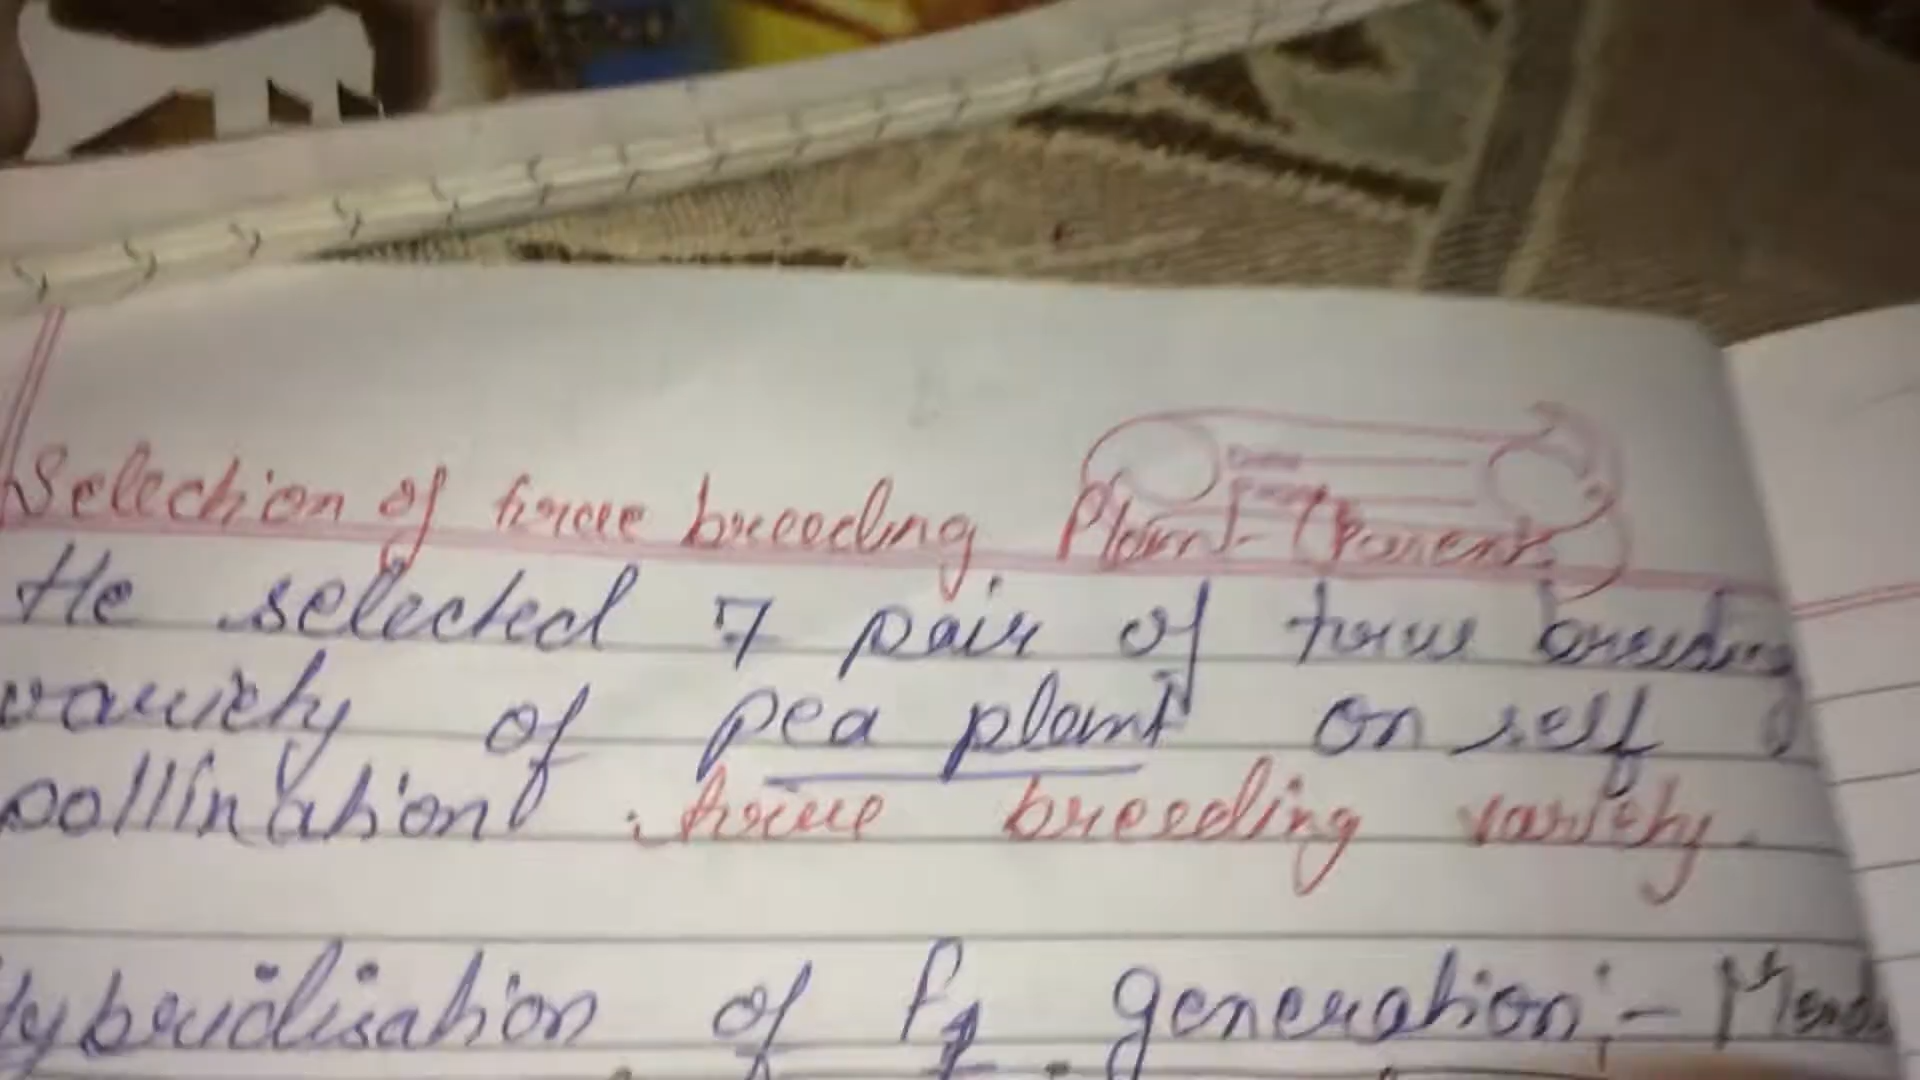 Selection of true breeding Plant (Parent)
He selected 7 pair of true breeding
variety of pea plant on self
pollination . true breeding variety.
Hybridisation of F1 generation :-